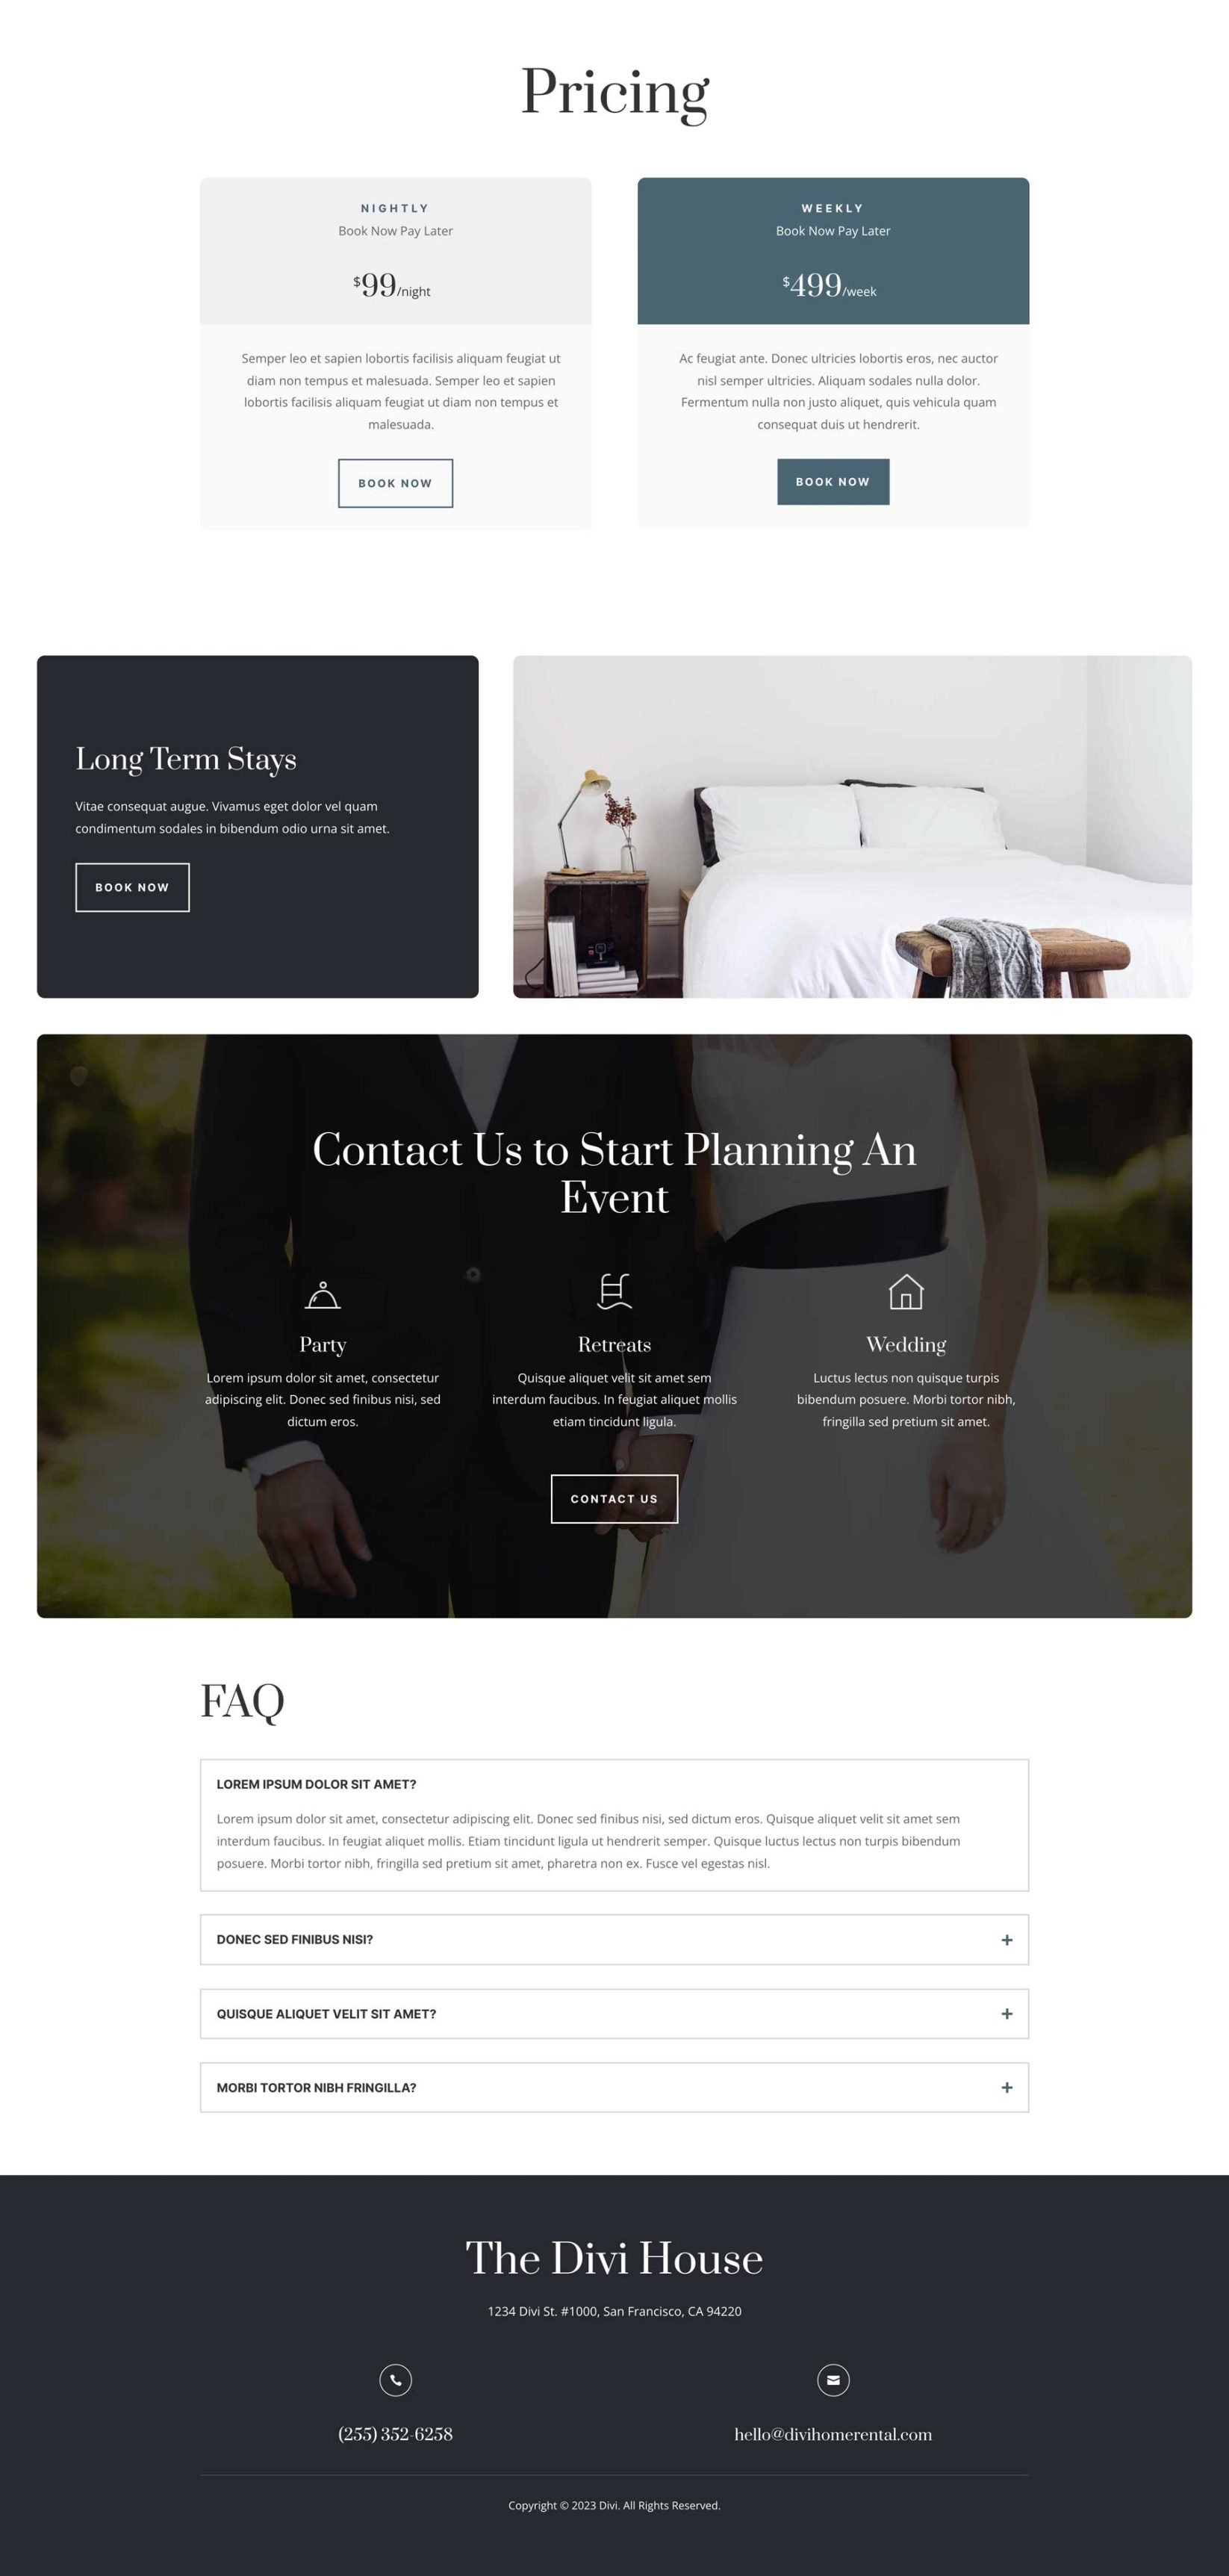 Pricing
NIGHTLY
Book Now Pay Later
$99/night
Semper leo et sapien lobortis facilisis aliquam feugiat ut
diam non tempus et malesuada. Semper leo et sapien
lobortis facilisis aliquam feugiat ut diam non tempus et
malesuada.
BOOK NOW
WEEKLY
Book Now Pay Later
$499/week
Ac feugiat ante. Donec ultricies lobortis eros, nec auctor
nisl semper ultricies. Aliquam sodales nulla dolor.
Fermentum nulla non justo aliquet, quis vehicula quam
consequat duis ut hendrerit.
BOOK NOW
Long Term Stays
Vitae consequat augue. Vivamus eget dolor vel quam
condimentum sodales in bibendum odio urna sit amet.
BOOK NOW
Contact Us to Start Planning An
Event
Party
Lorem ipsum dolor sit amet, consectetur
adipiscing elit. Donec sed finibus nisi, sed
dictum eros.
Retreats
Quisque aliquet velit sit amet sem
interdum faucibus. In feugiat aliquet mollis
etiam tincidunt ligula.
Wedding
Luctus lectus non quisque turpis
bibendum posuere. Morbi tortor nibh,
fringilla sed pretium sit amet.
CONTACT US
FAQ
LOREM IPSUM DOLOR SIT AMET?
Lorem ipsum dolor sit amet, consectetur adipiscing elit. Donec sed finibus nisi, sed dictum eros. Quisque aliquet velit sit amet sem
interdum faucibus. In feugiat aliquet mollis. Etiam tincidunt ligula ut hendrerit semper. Quisque luctus lectus non turpis bibendum
posuere. Morbi tortor nibh, fringilla sed pretium sit amet, pharetra non ex. Fusce vel egestas nisl.
DONEC SED FINIBUS NISI?
QUISQUE ALIQUET VELIT SIT AMET?
MORBI TORTOR NIBH FRINGILLA?
The Divi House
1234 Divi St. #1000, San Francisco, CA 94220
(255) 352-6258
hello@divihomerental.com
Copyright © 2023 Divi. All Rights Reserved.